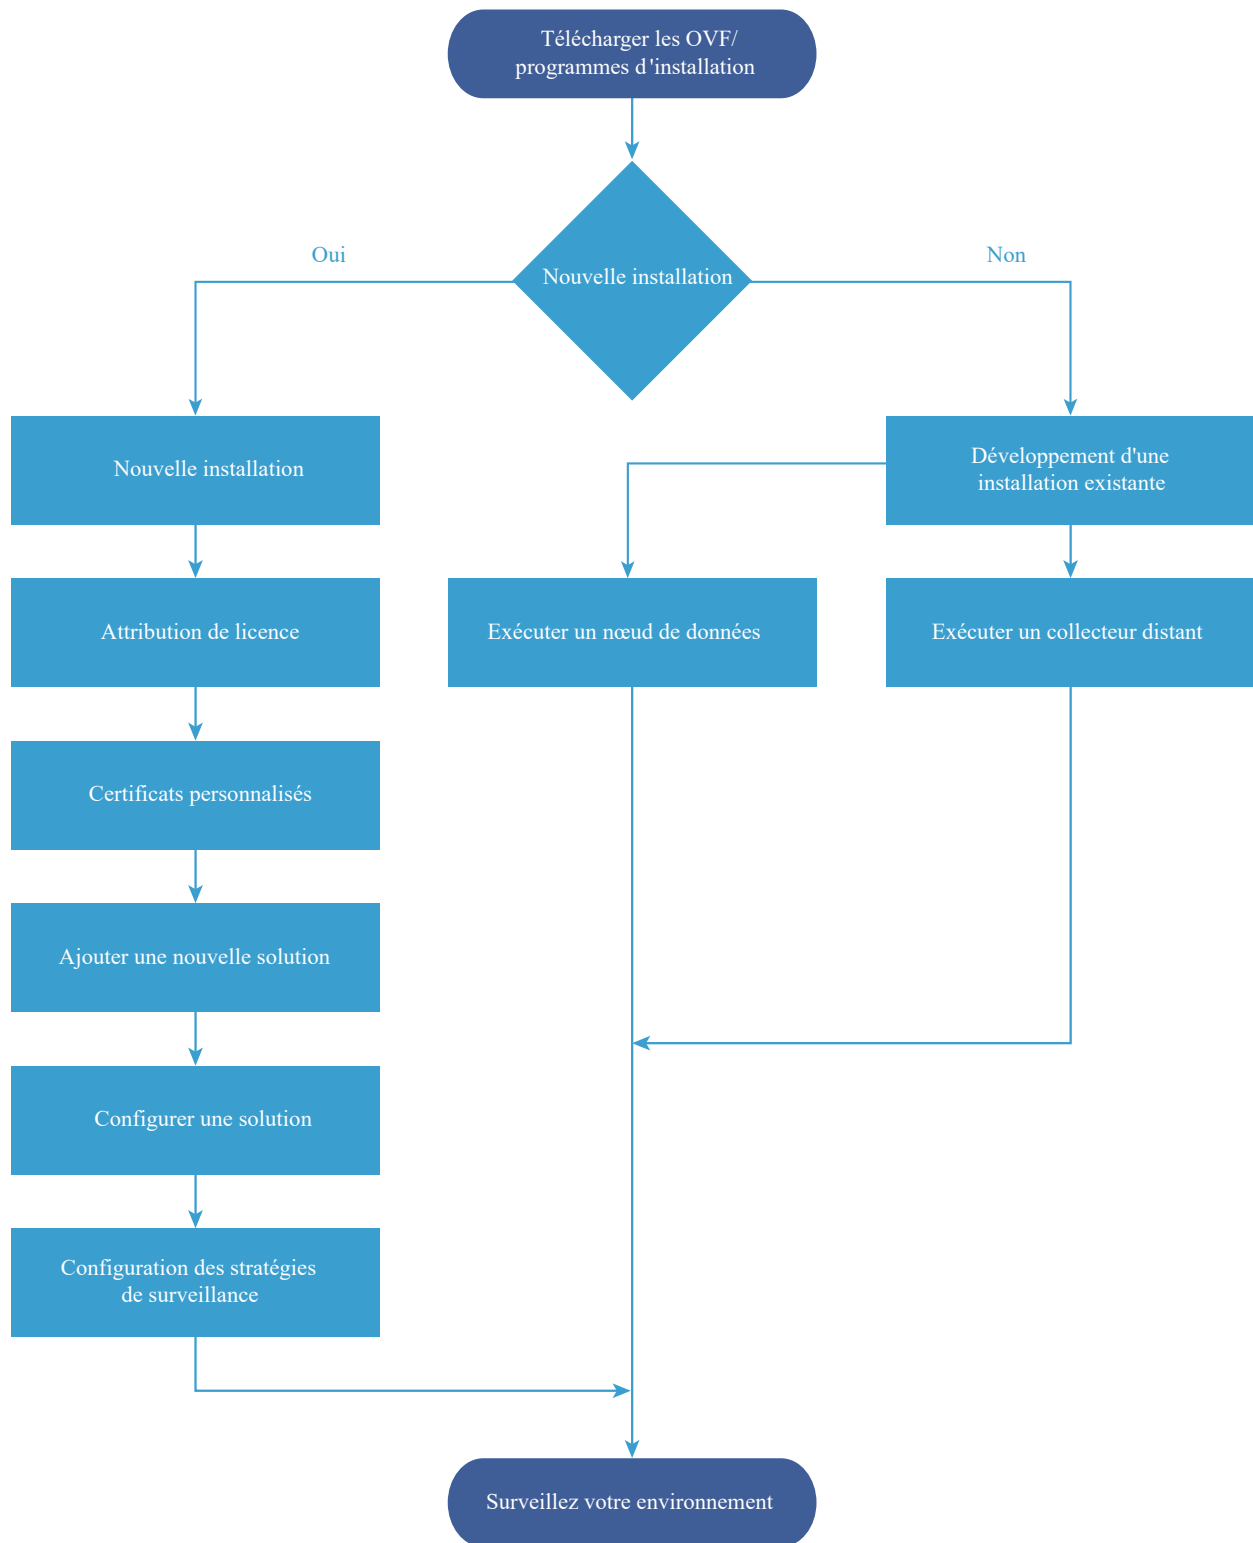 Télécharger les OVF/
programmes d'installation
Nouvelle installation
Oui
Non
Nouvelle installation
Développement d'une
installation existante
Attribution de licence
Exécuter un nœud de données
Exécuter un collecteur distant
Certificats personnalisés
Ajouter une nouvelle solution
Configurer une solution
Configuration des stratégies
de surveillance
Surveillez votre environnement